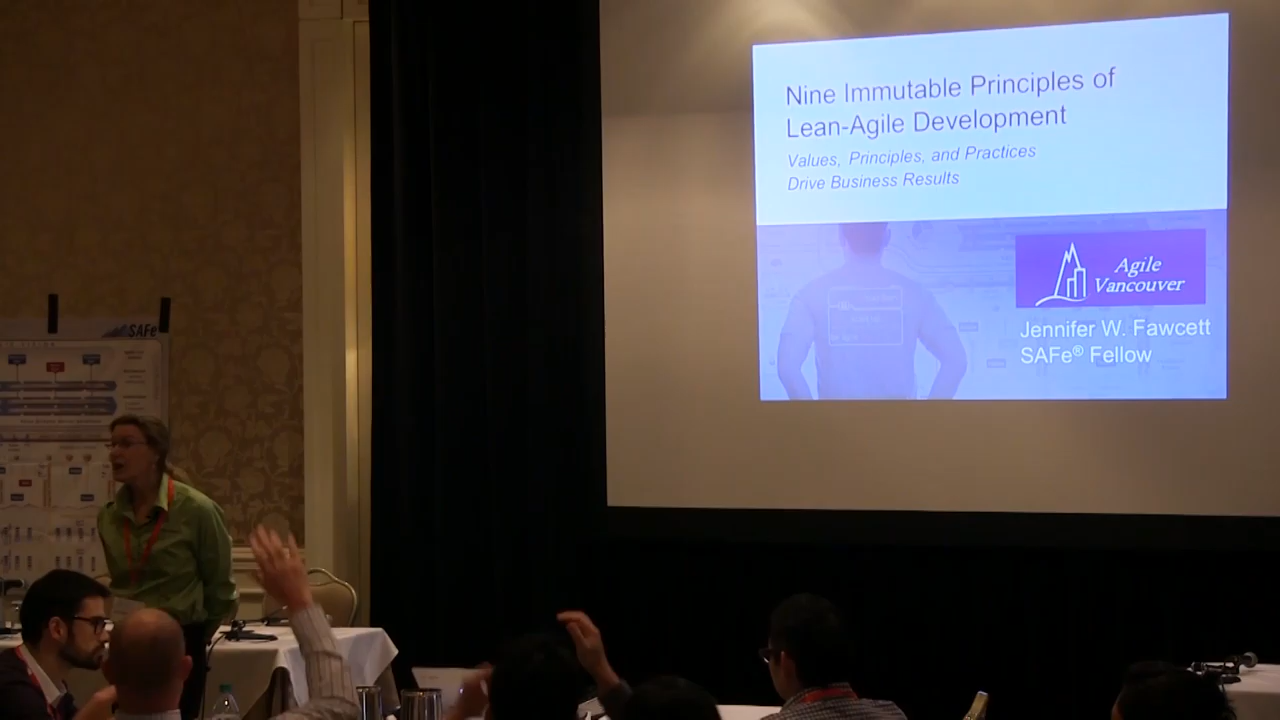 Nine Immutable Principles of
Lean-Agile Development
Values, Principles, and Practices
Drive Business Results
Agile
Vancouver
Jennifer W. Fawcett
SAFe® Fellow
SAFe